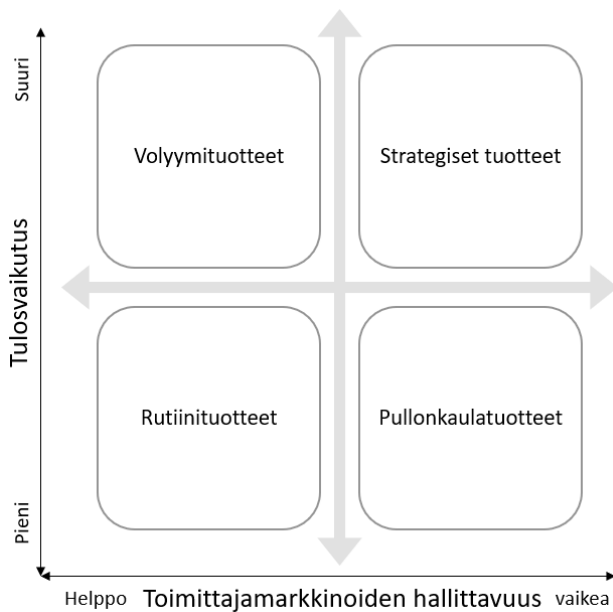 Suuri
Volyymituotteet
Strategiset tuotteet
Tulosvaikutus
Rutiinituotteet
Pullonkaulatuotteet
Pieni
Helppo
Toimittajamarkkinoiden hallittavuus
vaikea